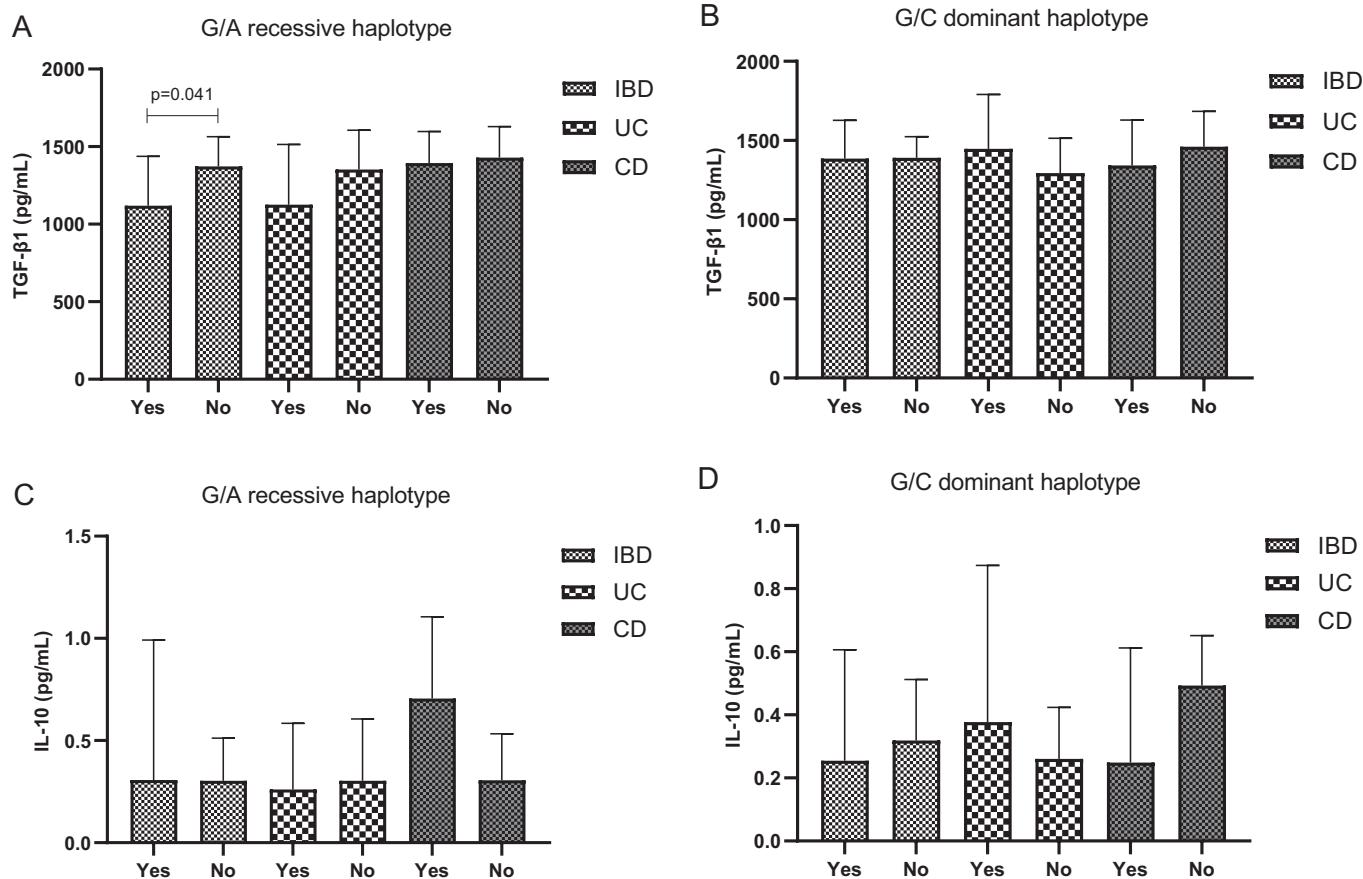 A
G/A recessive haplotype
2000
1500
1000
500
0
TGF-β1 (pg/mL)
p=0.041
Yes No Yes No Yes No
IBD
UC
CD
B
G/C dominant haplotype
2000
1500
1000
500
0
TGF-β1 (pg/mL)
Yes No Yes No Yes No
IBD
UC
CD
C
G/A recessive haplotype
1.5
1.0
0.5
0.0
IL-10 (pg/mL)
Yes No Yes No Yes No
IBD
UC
CD
D
G/C dominant haplotype
1.0
0.8
0.6
0.4
0.2
0.0
IL-10 (pg/mL)
Yes No Yes No Yes No
IBD
UC
CD